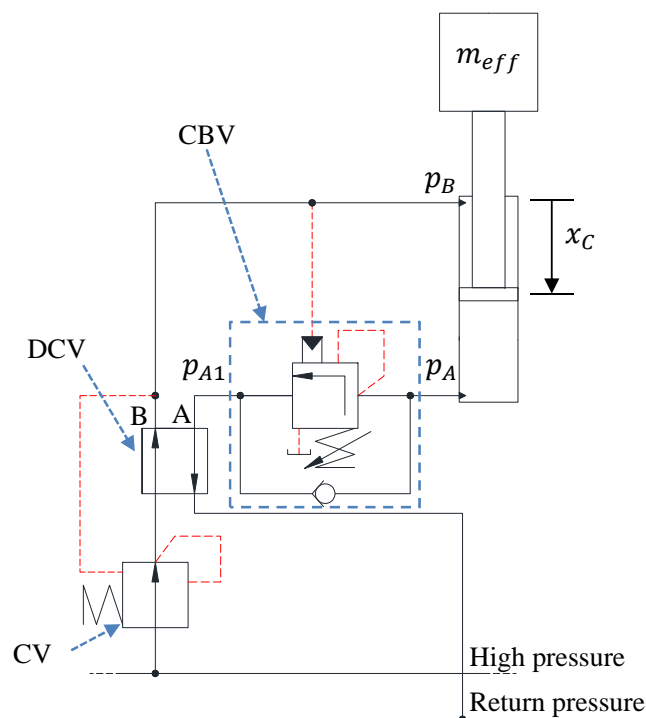 m_eff
CBV
p_B
x_C
DCV
p_A1
p_A
B
A
CV
High pressure
Return pressure